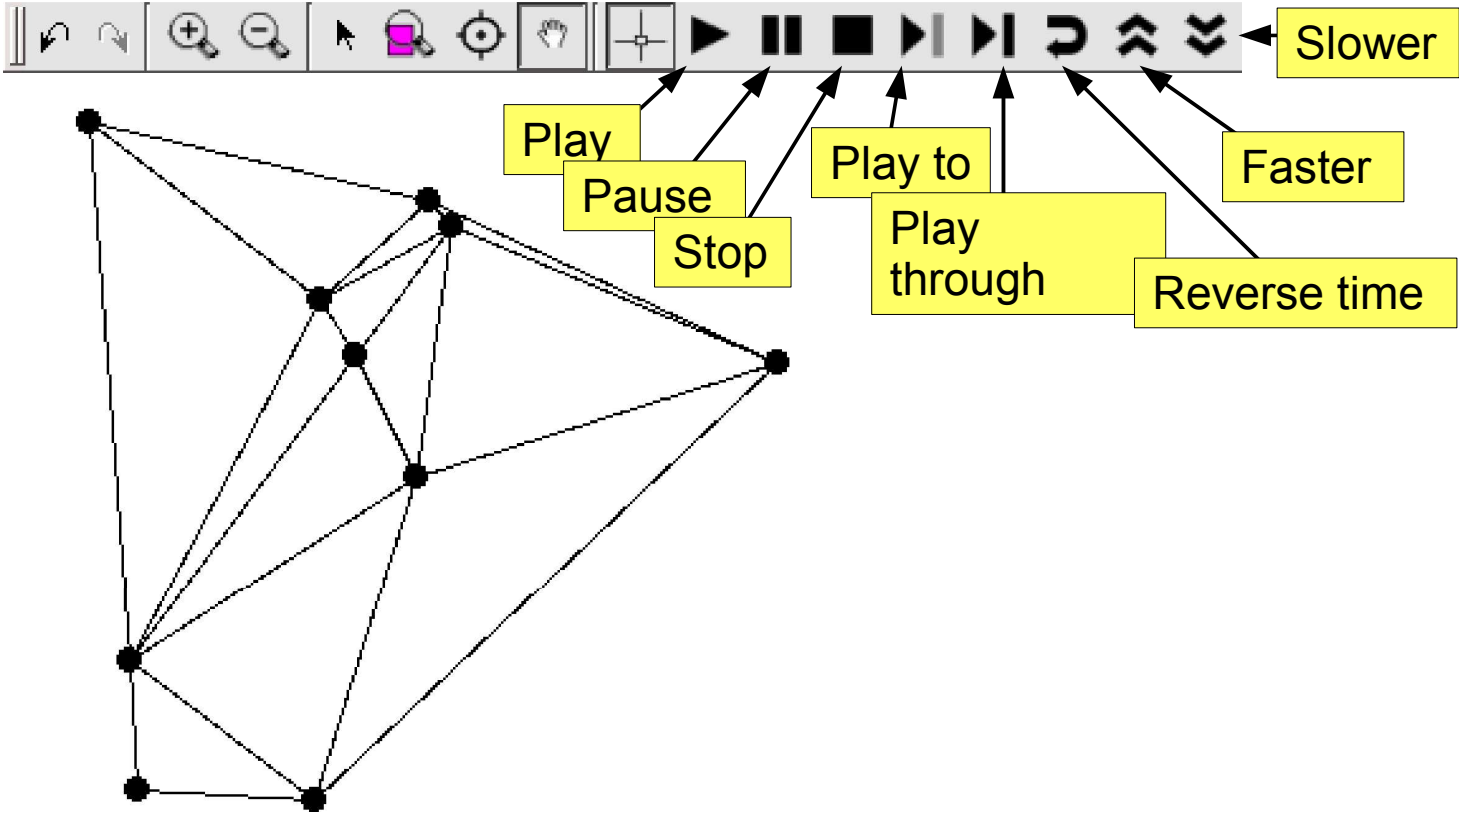 Slower
Play
Pause
Stop
Play to
Play
through
Faster
Reverse time